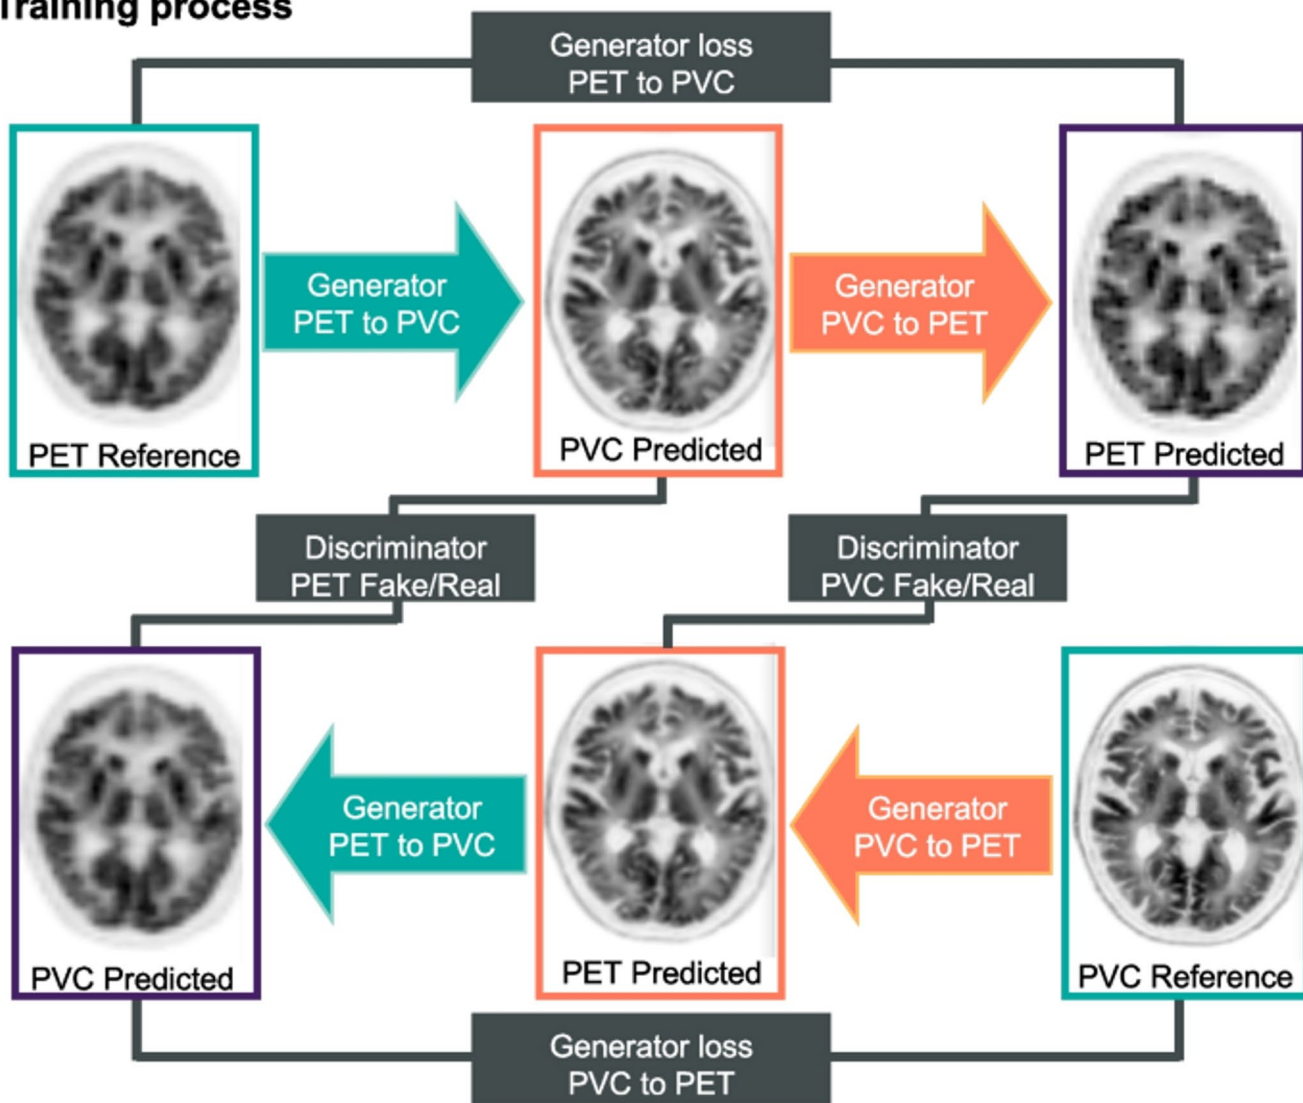 Training process
Generator loss
PET to PVC
Generator
PET to PVC
Generator
PVC to PET
PET Reference
PVC Predicted
PET Predicted
Discriminator
PET Fake/Real
Discriminator
PVC Fake/Real
Generator
PET to PVC
Generator
PVC to PET
PVC Predicted
PET Predicted
PVC Reference
Generator loss
PVC to PET